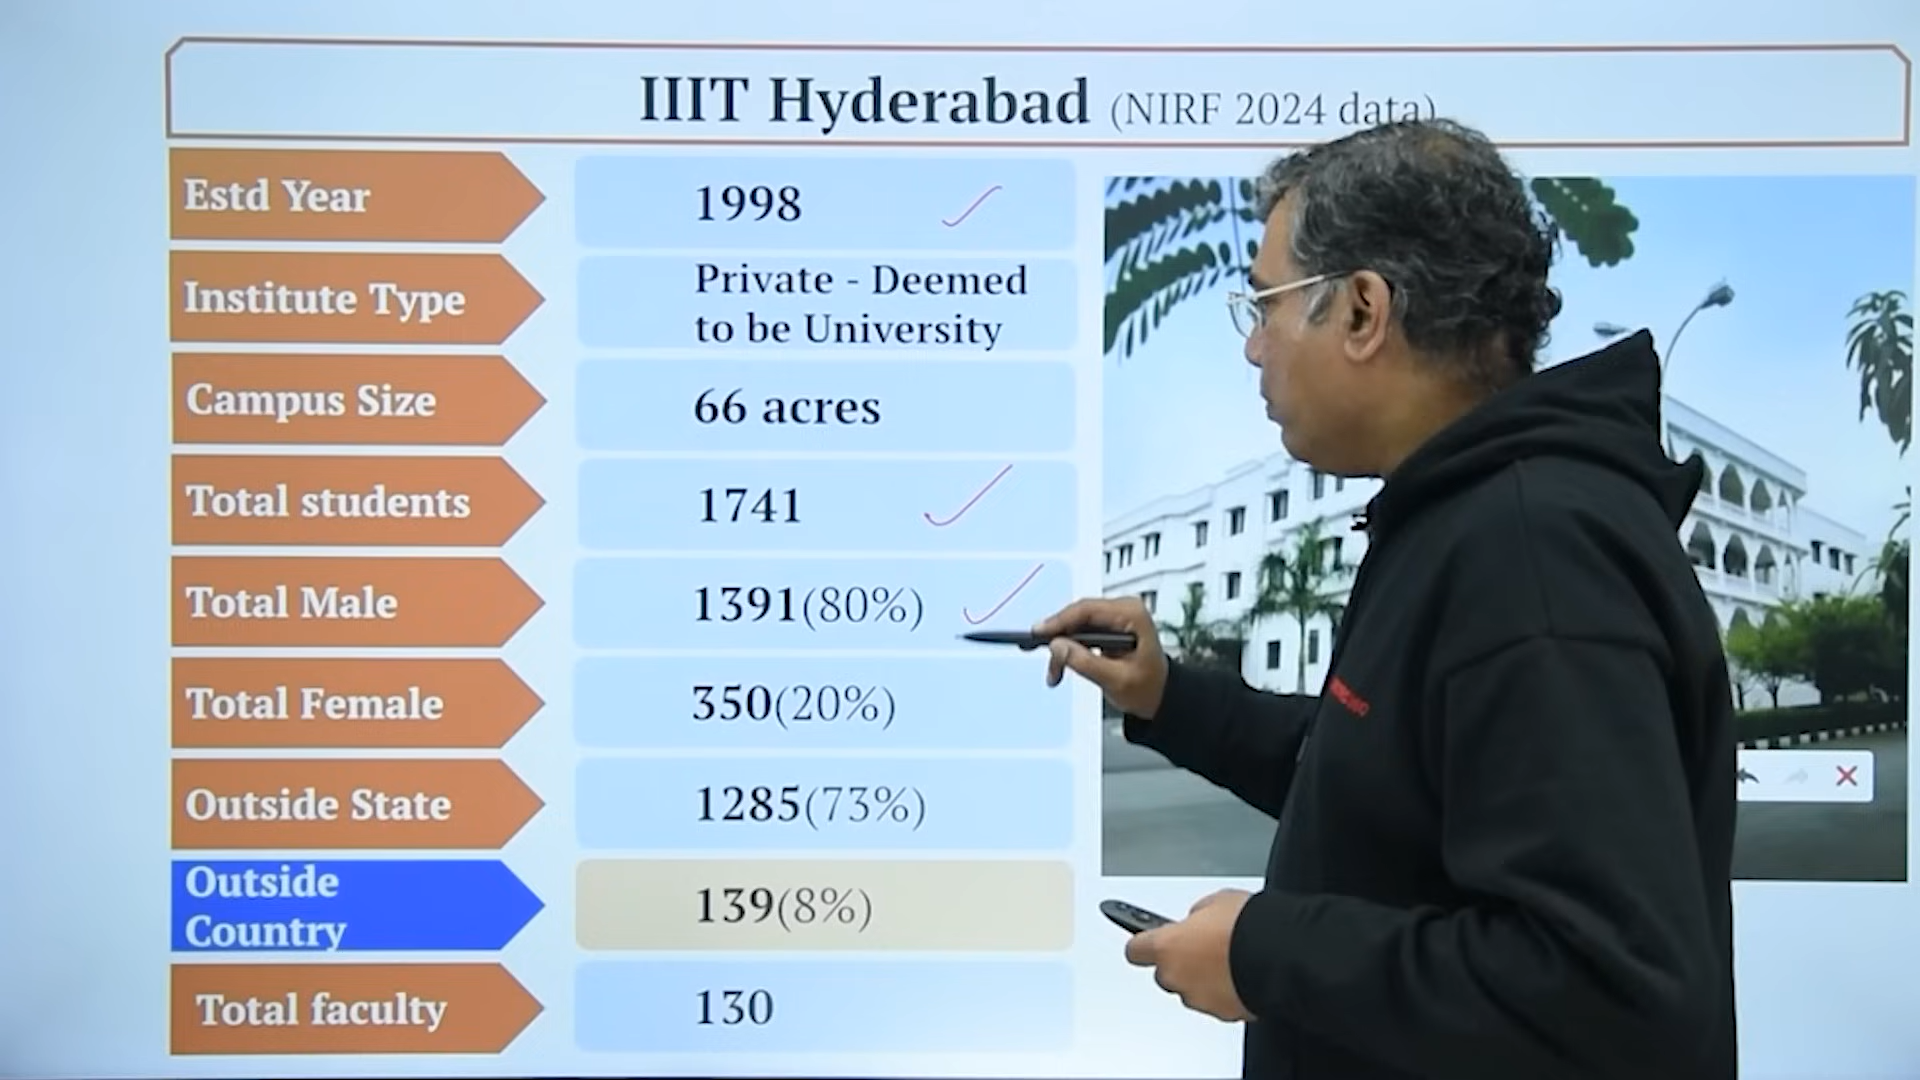 IIIT Hyderabad (NIRF 2024 data)
Estd Year
1998
Institute Type
Private - Deemed
to be University
Campus Size
66 acres
Total students
1741
Total Male
1391(80%)
Total Female
350(20%)
Outside State
1285(73%)
Outside
Country
139(8%)
Total faculty
130